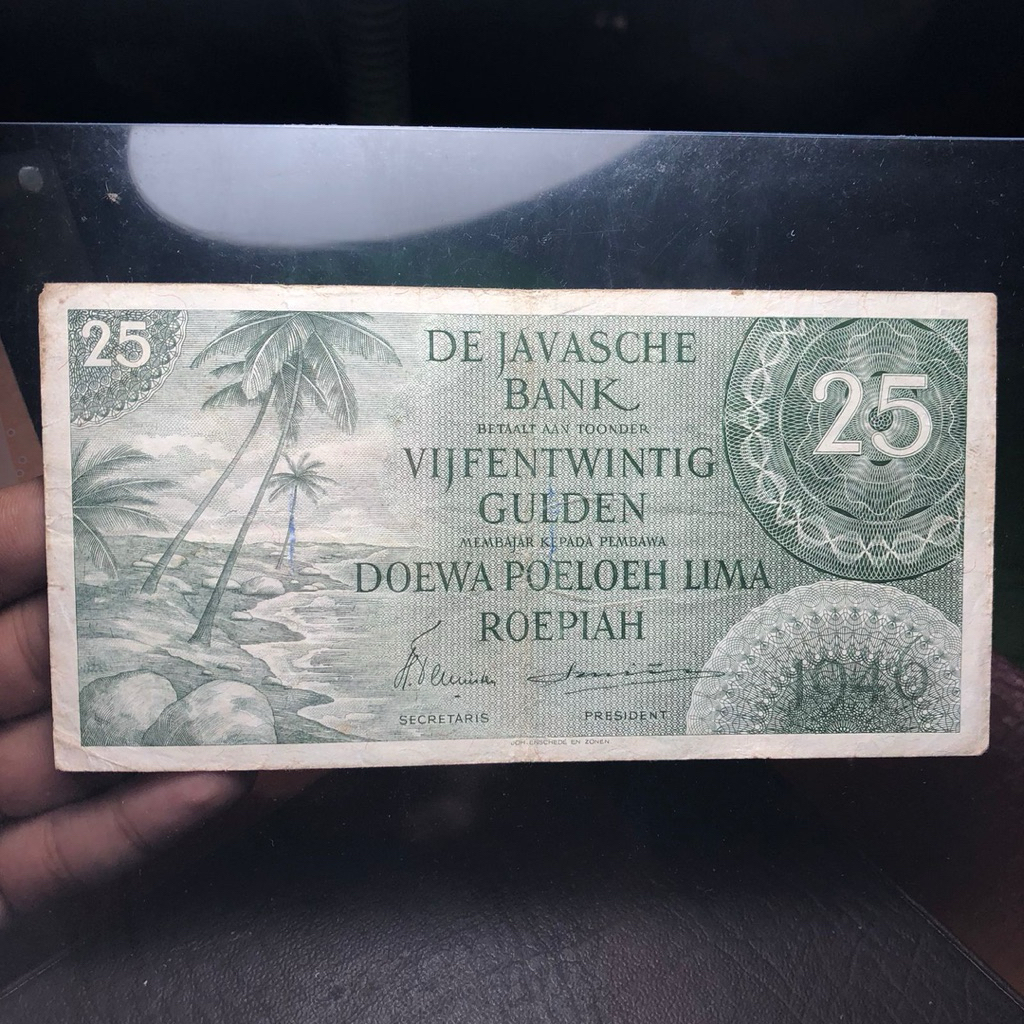 25
DE JAVASCHE
BANK
25
BETAALT AAN TOONDER
VIJFENTWINTIG
GULDEN
MEMBAJAR KEPADA PEMBAWA
DOEWA POELOEH LIMA
ROEPIAH
1946
SECRETARIS
PRESIDENT
JOH. ENSCHEDE EN ZONEN